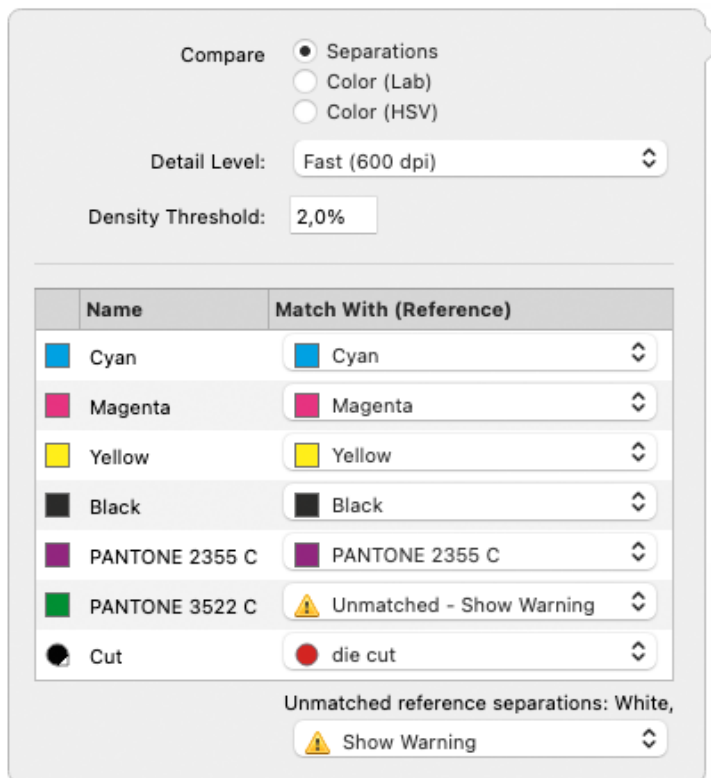 Compare
Separations
Color (Lab)
Color (HSV)
Detail Level: Fast (600 dpi)
Density Threshold: 2,0%
Name Match With (Reference)
Cyan Cyan
Magenta Magenta
Yellow Yellow
Black Black
PANTONE 2355 C PANTONE 2355 C
PANTONE 3522 C Unmatched - Show Warning
Cut die cut
Unmatched reference separations: White,
Show Warning